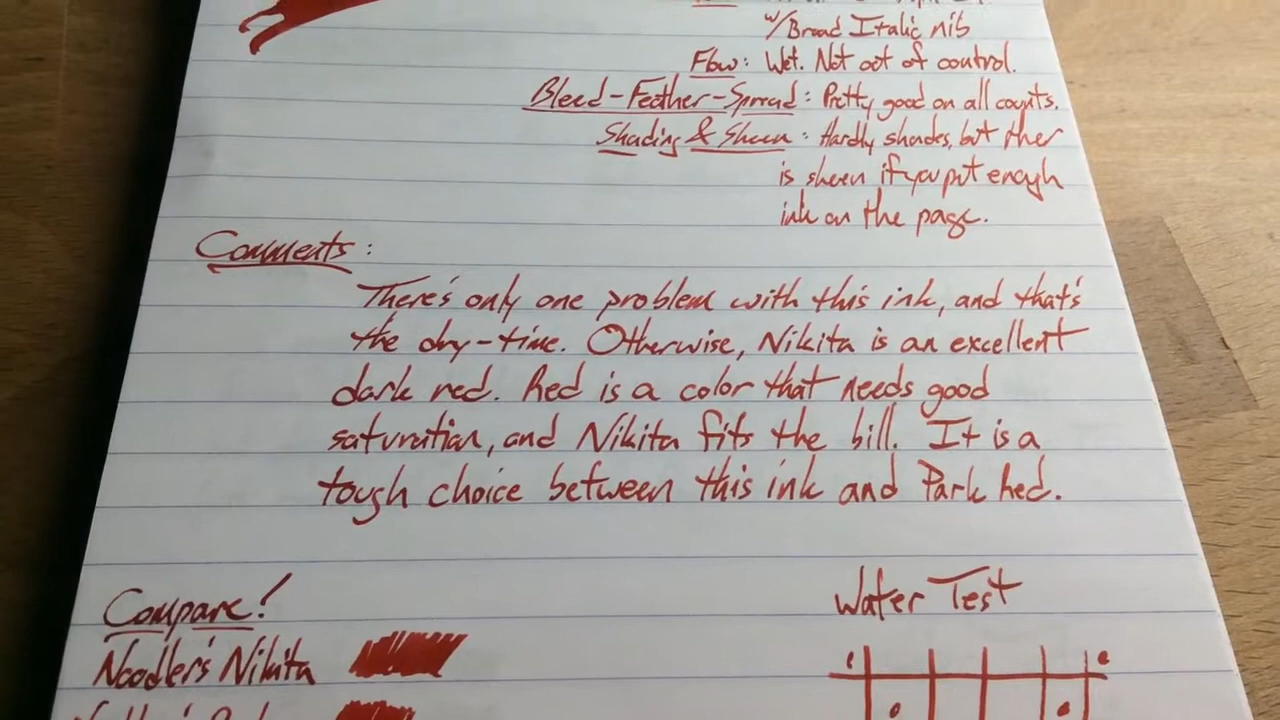 w/Broad Italic nib
Flow: Wet. Not out of control.
Bleed-Feather-Spread: Pretty good on all counts.
Shading & Sheen: Hardly shades, but ther
is sheen if you put enough
ink on the page.
Comments:
There's only one problem with this ink, and that's
the dry-time. Otherwise, Nikita is an excellent
dark red. Red is a color that needs good
saturation, and Nikita fits the bill. It is a
tough choice between this ink and Park Red.
Compare!
Water Test
Noodler's Nikita